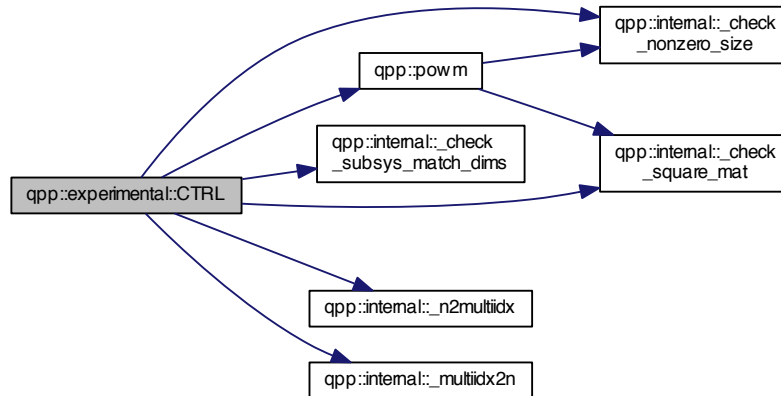 qpp::internal::_check
_nonzero_size
qpp::powm
qpp::internal::_check
_subsys_match_dims
qpp::internal::_check
_square_mat
qpp::experimental::CTRL
qpp::internal::_n2multiidx
qpp::internal::_multiidx2n